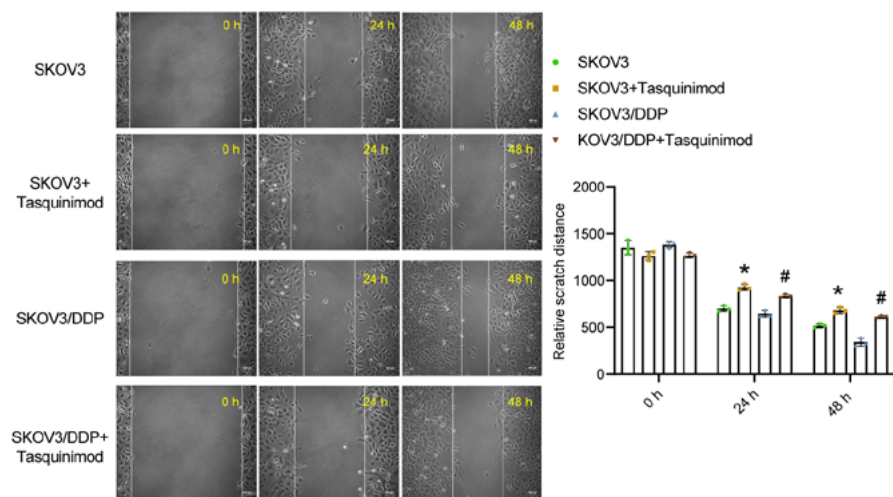 0 h
24 h
48 h
SKOV3
0 h
24 h
48 h
SKOV3+
Tasquinimod
0 h
24 h
48 h
SKOV3/DDP
0 h
24 h
48 h
SKOV3/DDP+
Tasquinimod
SKOV3
SKOV3+Tasquinimod
SKOV3/DDP
KOV3/DDP+Tasquinimod
Relative scratch distance
2000
1500
1000
500
0
* #
* #
0 h
24 h
48 h